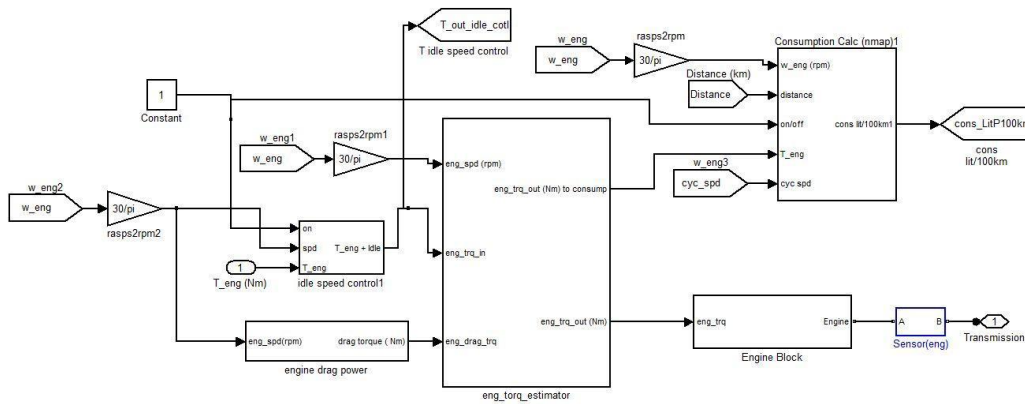 T_out_idle_cotl
T idle speed control
w_eng
w_eng
rasps2rpm
30/pi
Consumption Calc (nmap)1
w_eng (rpm)
Distance (km)
Distance
distance
on/off
cons lit/100km
cons_LitP100km
cons
lit/100km
T_eng
w_eng3
cyc_spd
cyc spd
1
Constant
w_eng1
w_eng
rasps2rpm1
30/pi
eng_spd (rpm)
eng_trq_out (Nm) to consump
w_eng2
w_eng
30/pi
rasps2rpm2
on
spd
T_eng
T_eng + Idle
idle speed control1
1
T_eng (Nm)
eng_trq_in
eng_trq_out (Nm)
eng_drag_trq
eng_torq_estimator
eng_spd(rpm)
drag torque ( Nm)
engine drag power
eng_trq
Engine
Engine Block
A
B
Sensor(eng)
1
Transmission